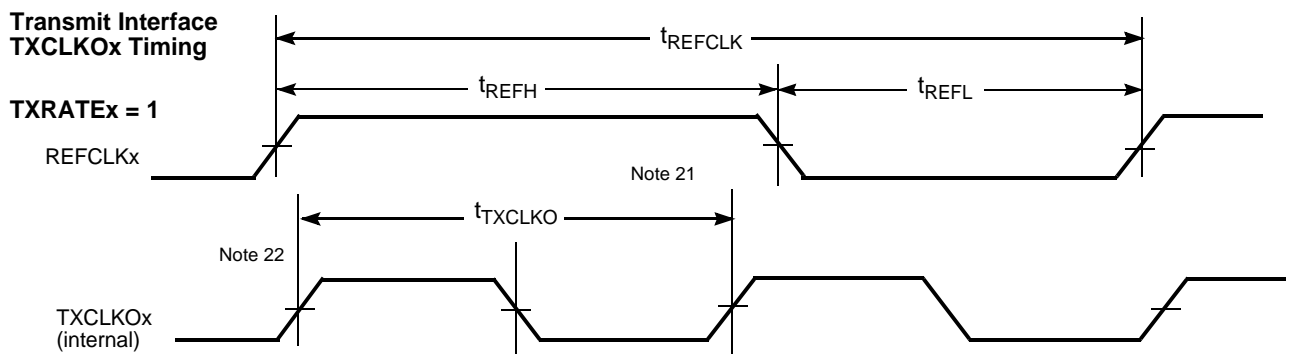 Transmit Interface
TXCLKOx Timing
tREFCLK
tREFH
tREFL
TXRATEx = 1
REFCLKx
Note 21
tTXCLKO
Note 22
TXCLKOx
(internal)